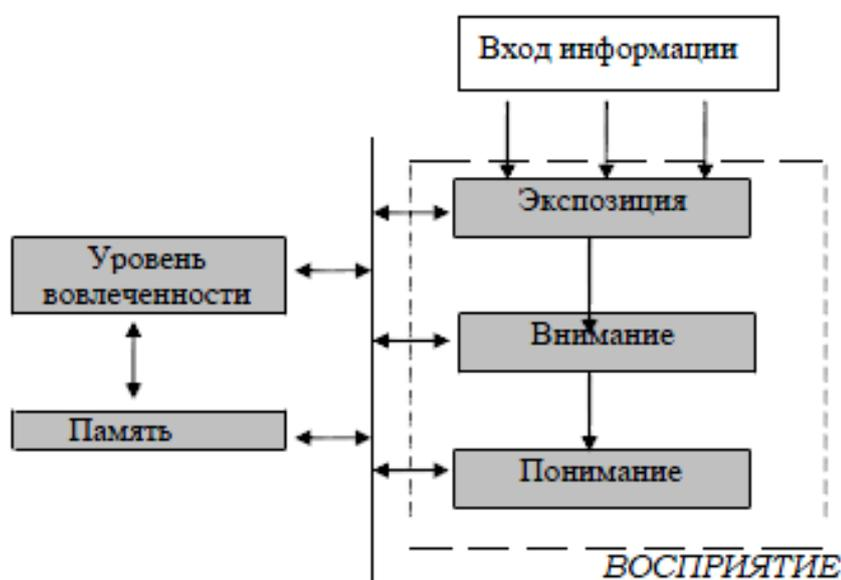 Вход информации
Экспозиция
Уровень
вовлеченности
Внимание
Память
Понимание
ВОСПРИЯТИЕ